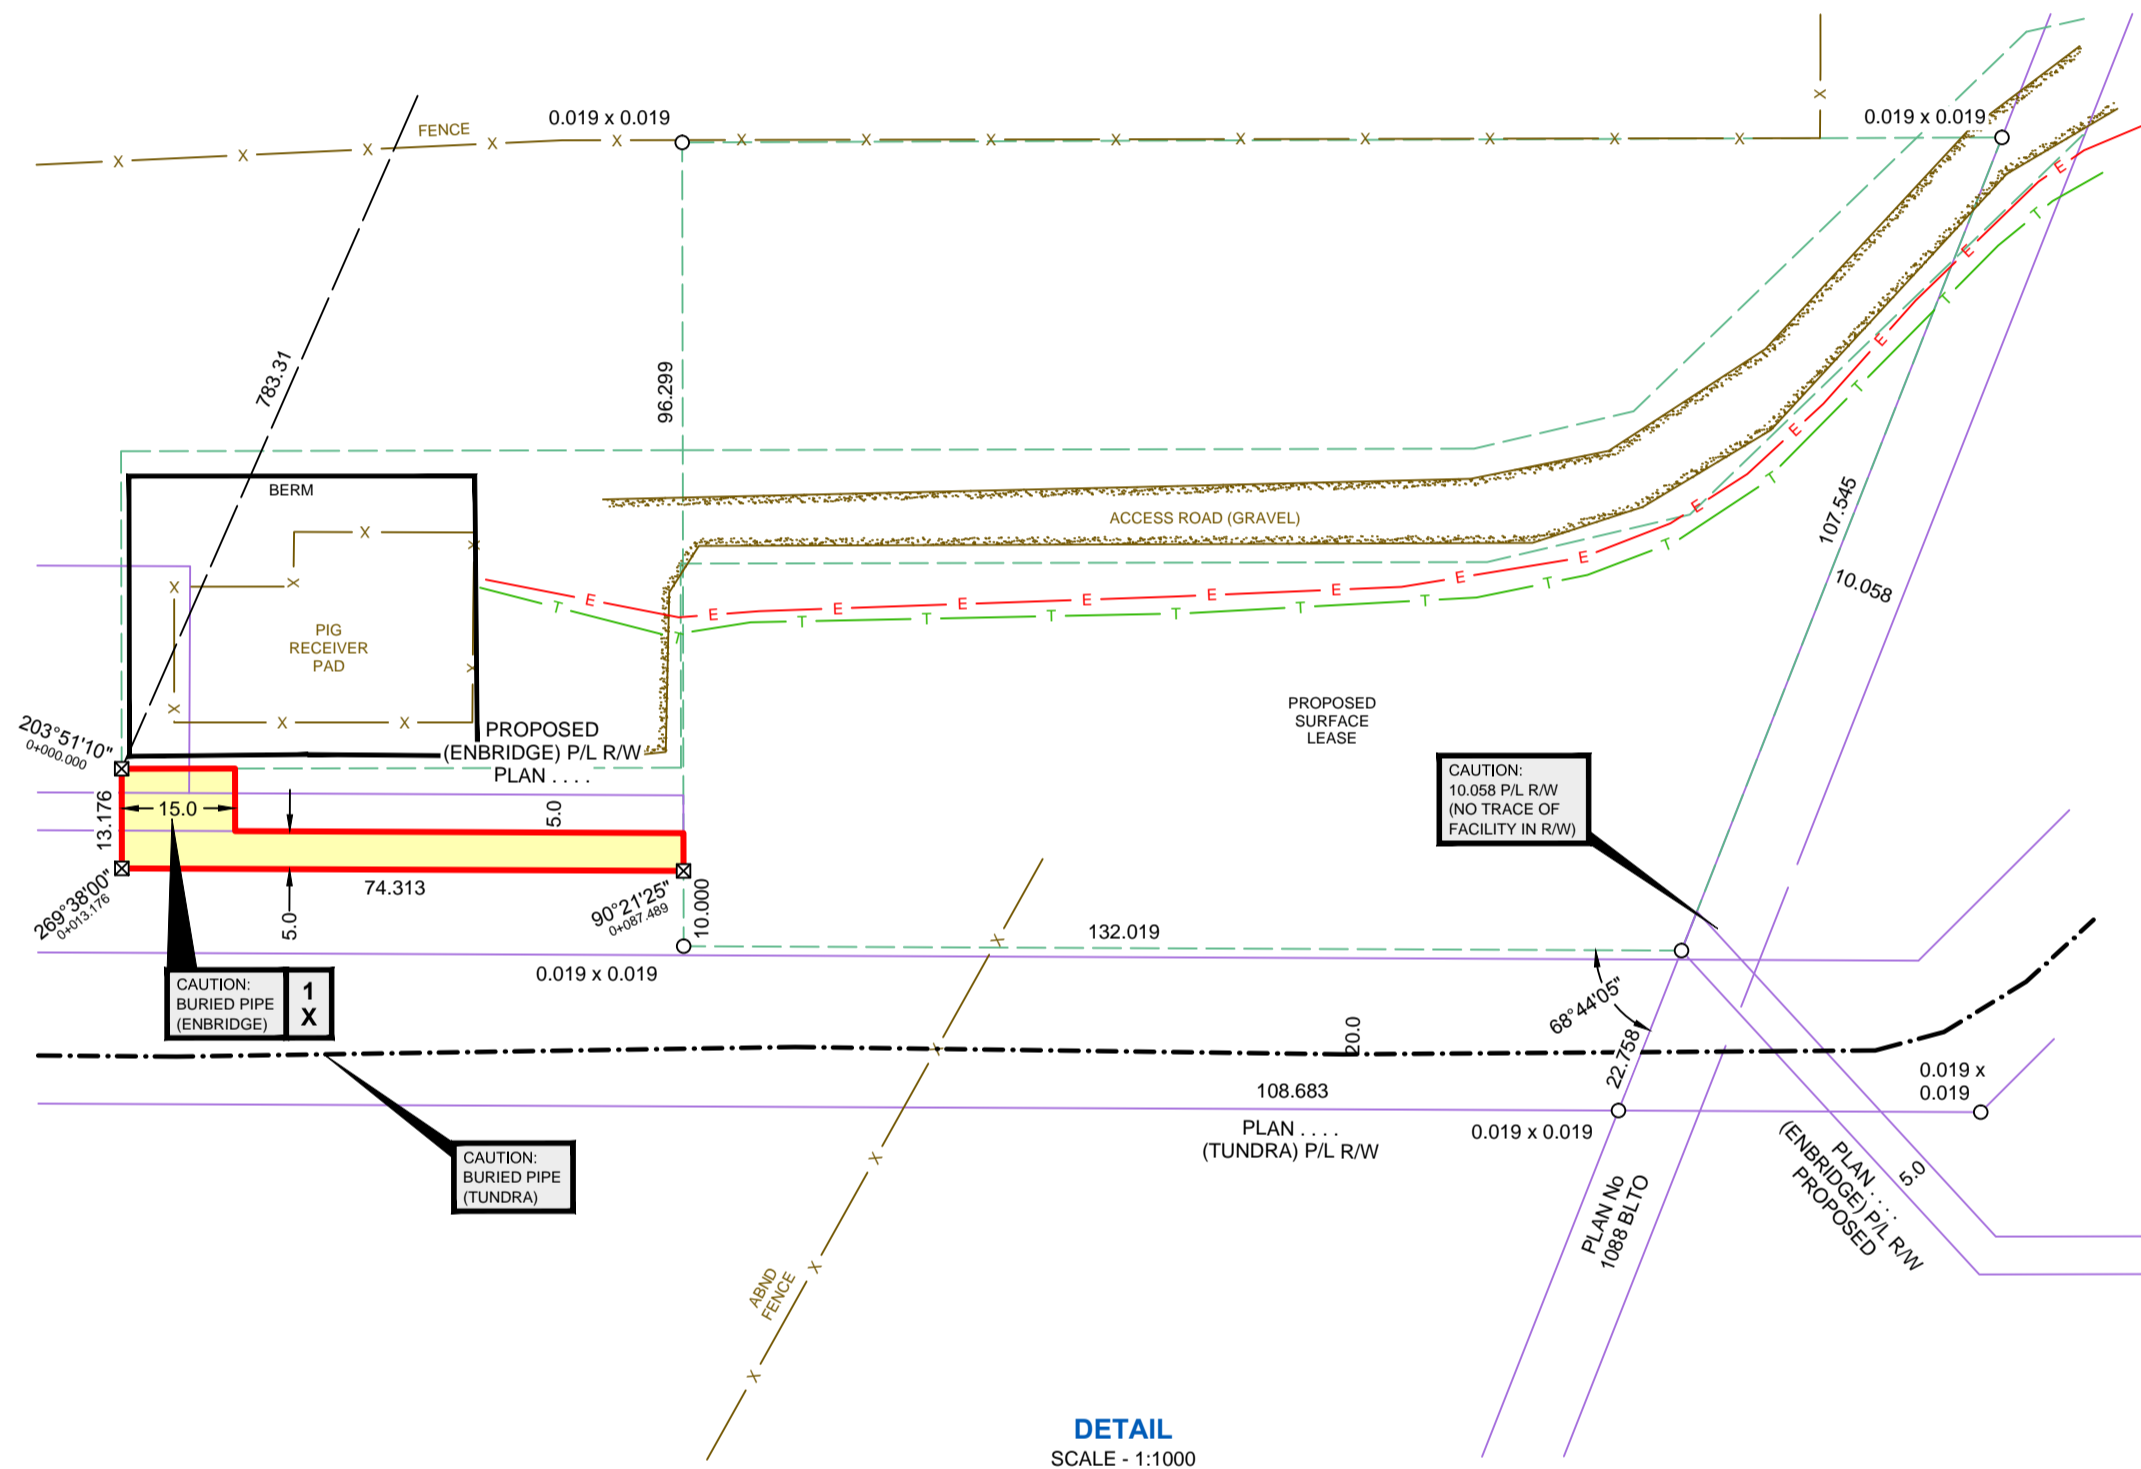 0.019 x 0.019
0.019 x 0.019
FENCE
X X X X X X X X X X X X X X
X
783.31
96.299
BERM
ACCESS ROAD (GRAVEL)
107.545
10.058
PIG
RECEIVER
PAD
X X X X X X X X
E E E E E E E E E E E E E
T T T T T T T T T T T T T
PROPOSED
(ENBRIDGE) P/L R/W
PLAN . . . .
PROPOSED
SURFACE
LEASE
203°51'10"
0+000.000
13.176
15.0
5.0
CAUTION:
10.058 P/L R/W
(NO TRACE OF
FACILITY IN R/W)
269°38'00"
0+013.176
74.313
5.0
90°21'25"
0+087.489
10.000
132.019
0.019 x 0.019
CAUTION:
BURIED PIPE
(ENBRIDGE)
1
X
68°44'05"
20.0
22.758
0.019 x
0.019
108.683
PLAN . . . .
(TUNDRA) P/L R/W
0.019 x 0.019
CAUTION:
BURIED PIPE
(TUNDRA)
PLAN . . . .
(ENBRIDGE) P/L R/W
PROPOSED
5.0
PLAN No
1088 BLTO
X X X X X
ABND
FENCE
DETAIL
SCALE - 1:1000